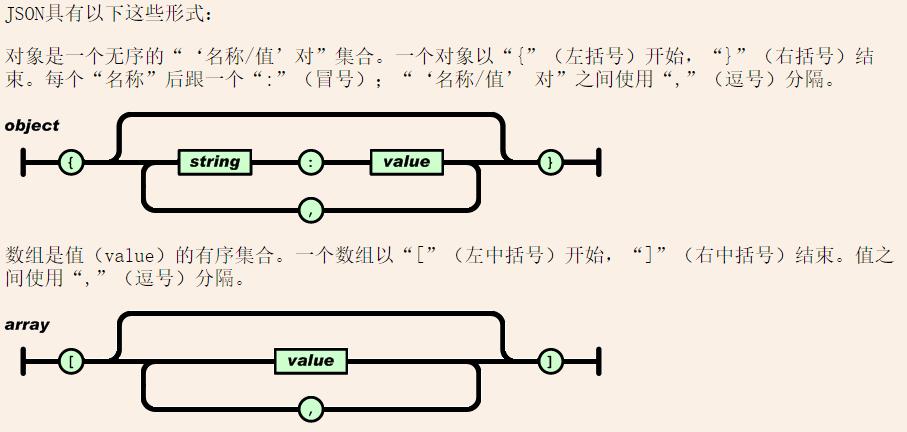 JSON具有以下这些形式：
对象是一个无序的“‘名称/值’对”集合。一个对象以“{”（左括号）开始，“}”（右括号）结
束。每个“名称”后跟一个“:”（冒号）；“‘名称/值’ 对”之间使用“,”（逗号）分隔。
object
{ string : value }
,
数组是值（value）的有序集合。一个数组以“[”（左中括号）开始，“]”（右中括号）结束。值之
间使用“,”（逗号）分隔。
array
[ value ]
,